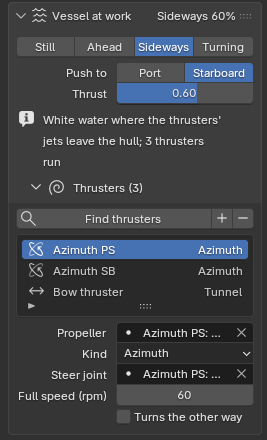 Vessel at work Sideways 60%
Still Ahead Sideways Turning
Push to Port Starboard
Thrust 0.60
White water where the thrusters'
jets leave the hull; 3 thrusters
run
Thrusters (3)
Find thrusters + −
Azimuth PS Azimuth
Azimuth SB Azimuth
Bow thruster Tunnel
Propeller Azimuth PS: ...
Kind Azimuth
Steer joint Azimuth PS: ...
Full speed (rpm) 60
Turns the other way